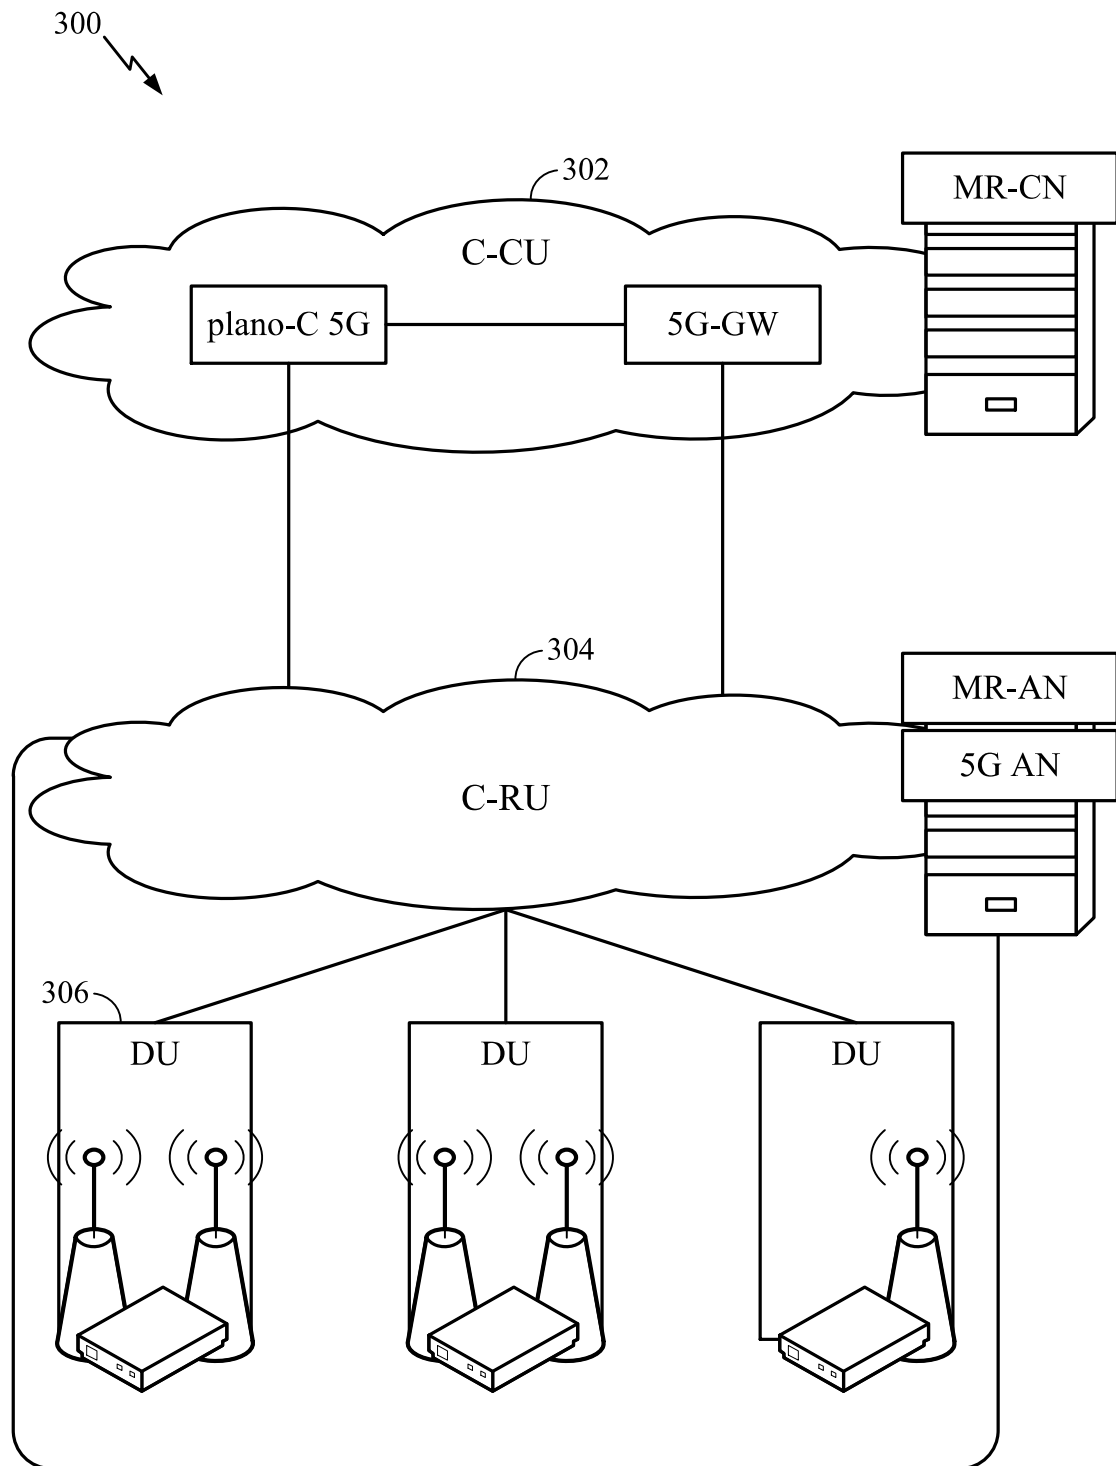 300
302
MR-CN
C-CU
plano-C 5G
5G-GW
304
MR-AN
5G AN
C-RU
306
DU
DU
DU